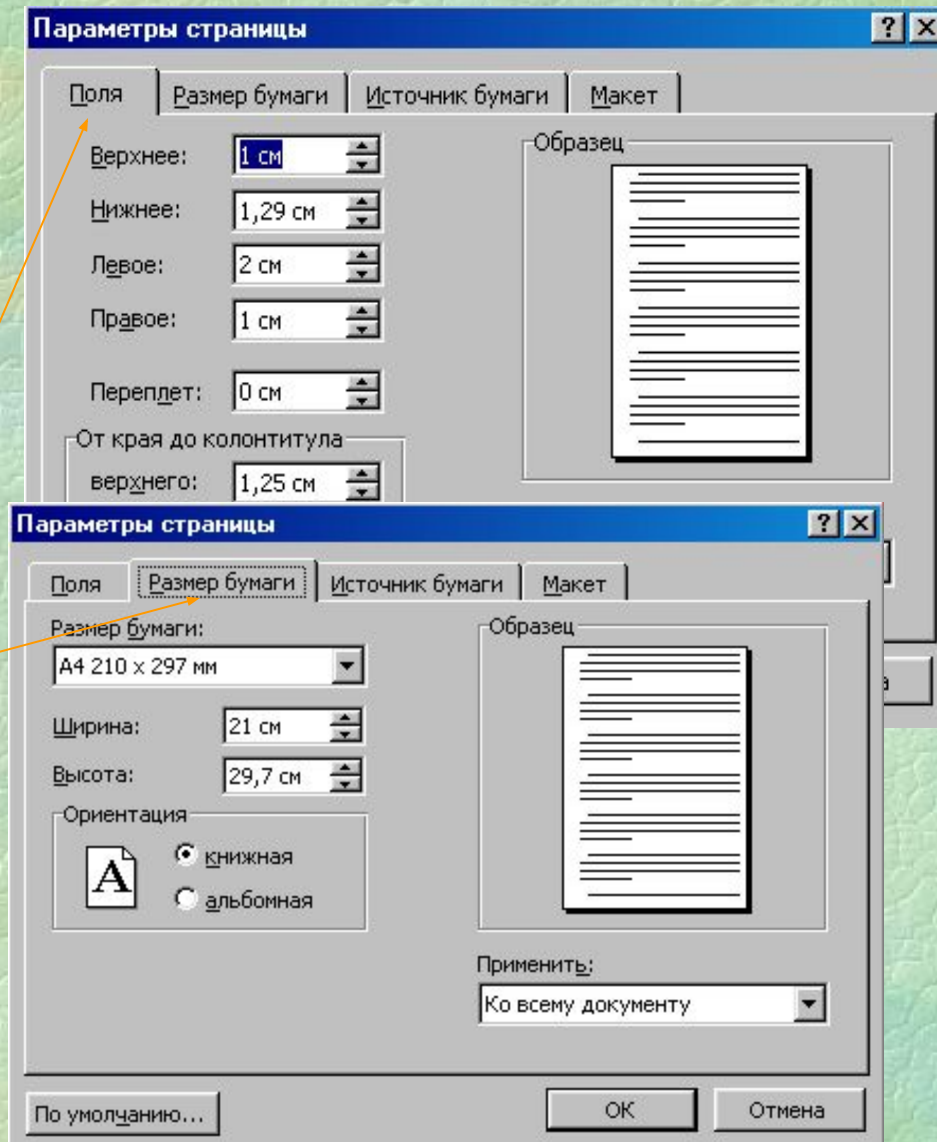 Параметры страницы
Поля Размер бумаги Источник бумаги Макет
Верхнее: 1 см
Нижнее: 1,29 см
Левое: 2 см
Правое: 1 см
Переплет: 0 см
От края до колонтитула
верхнего: 1,25 см
Образец
Параметры страницы
Поля Размер бумаги Источник бумаги Макет
Размер бумаги:
A4 210 x 297 мм
Ширина: 21 см
Высота: 29,7 см
Ориентация
A
книжная
альбомная
Образец
Применить:
Ко всему документу
По умолчанию...
ОК
Отмена